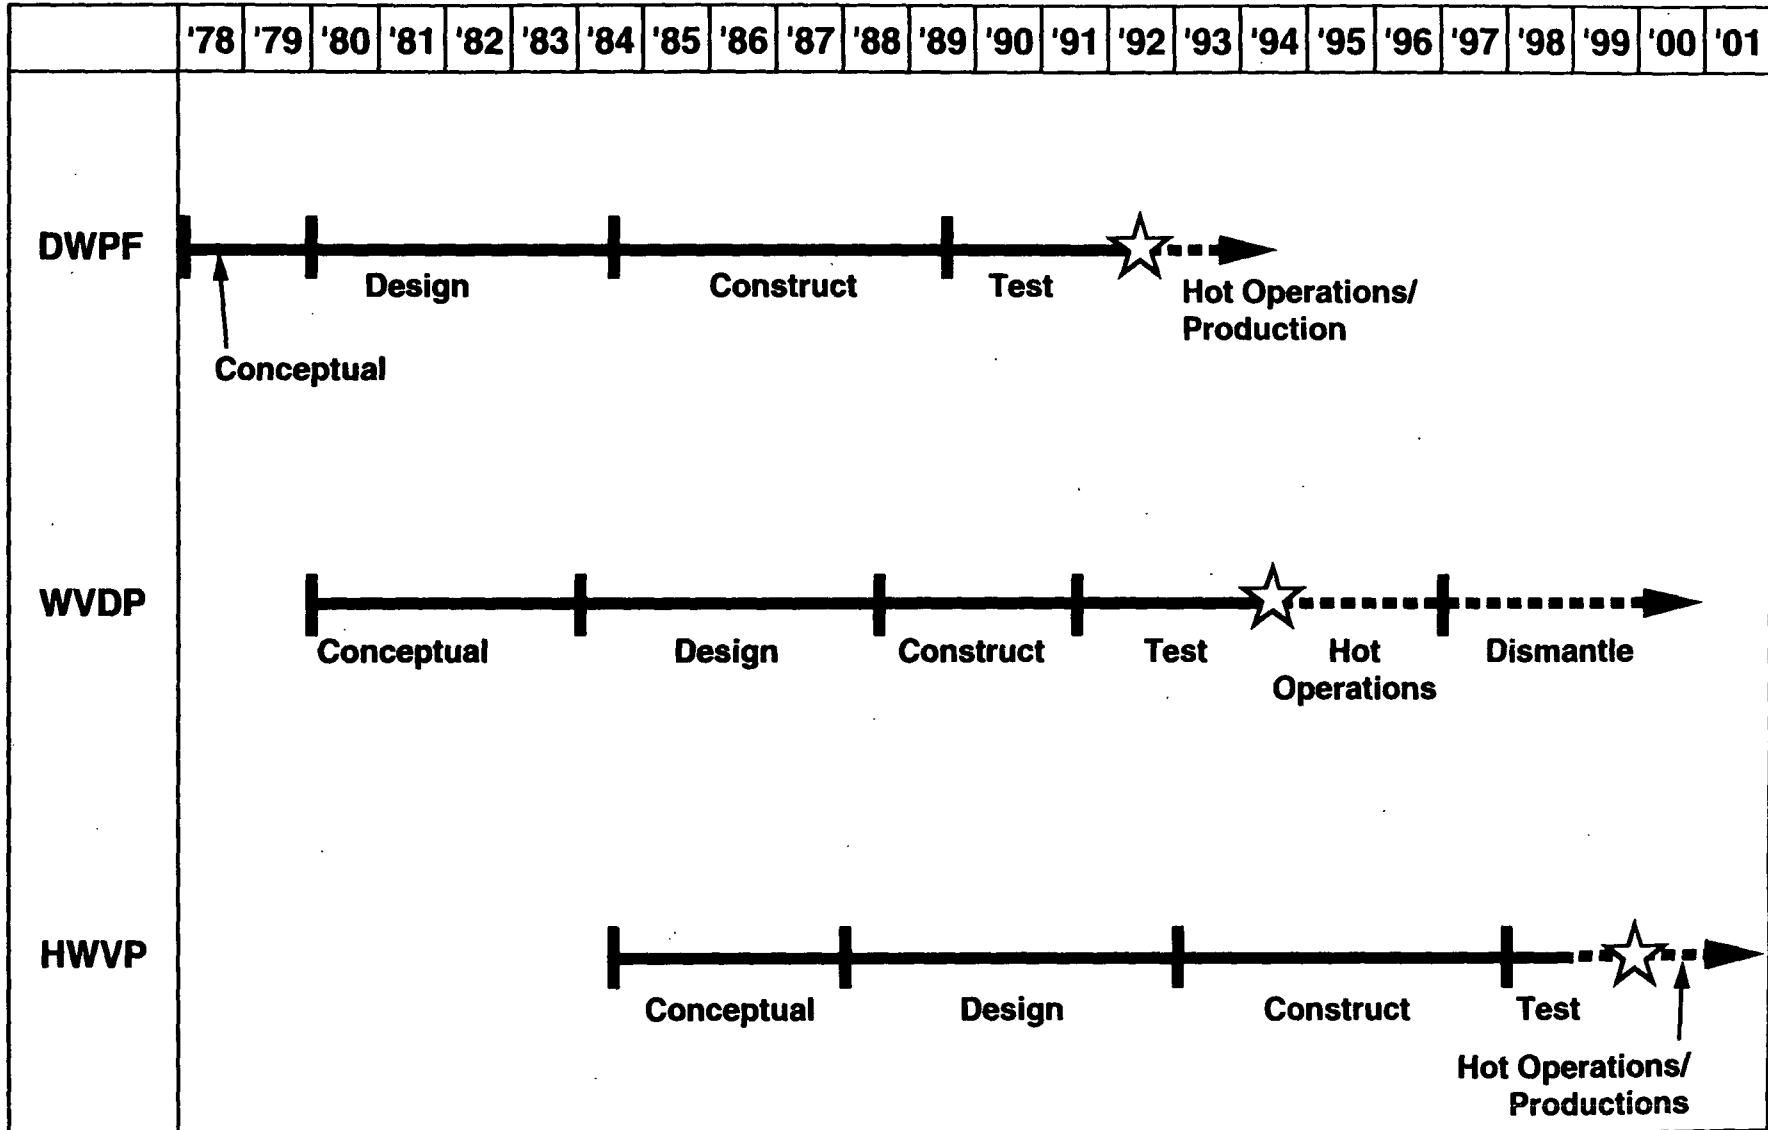 '78 '79 '80 '81 '82 '83 '84 '85 '86 '87 '88 '89 '90 '91 '92 '93 '94 '95 '96 '97 '98 '99 '00 '01
DWPF
Design Construct Test Hot Operations/
Production
Conceptual
WVDP
Conceptual Design Construct Test Hot Dismantle
Operations
HWVP
Conceptual Design Construct Test
Hot Operations/
Productions